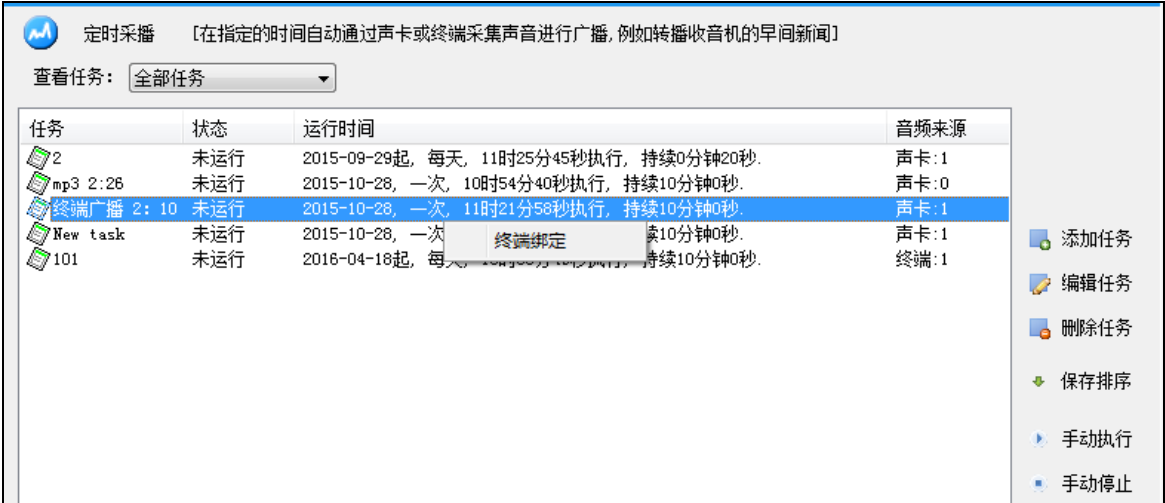 定时采播 [在指定的时间自动通过声卡或终端采集声音进行广播,例如转播收音机的早间新闻]
查看任务: 全部任务
任务 状态 运行时间 音频来源
2 未运行 2015-09-29起, 每天, 11时25分45秒执行, 持续0分钟20秒. 声卡:1
mp3 2:26 未运行 2015-10-28, 一次, 10时54分40秒执行, 持续10分钟0秒. 声卡:0
终端广播 2: 10 未运行 2015-10-28, 一次, 11时21分58秒执行, 持续10分钟0秒. 声卡:1
New task 未运行 2015-10-28, 一次 续10分钟0秒. 声卡:1
终端绑定
101 未运行 2016-04-18起, 每天, 持续10分钟0秒. 终端:1
添加任务
编辑任务
删除任务
保存排序
手动执行
手动停止